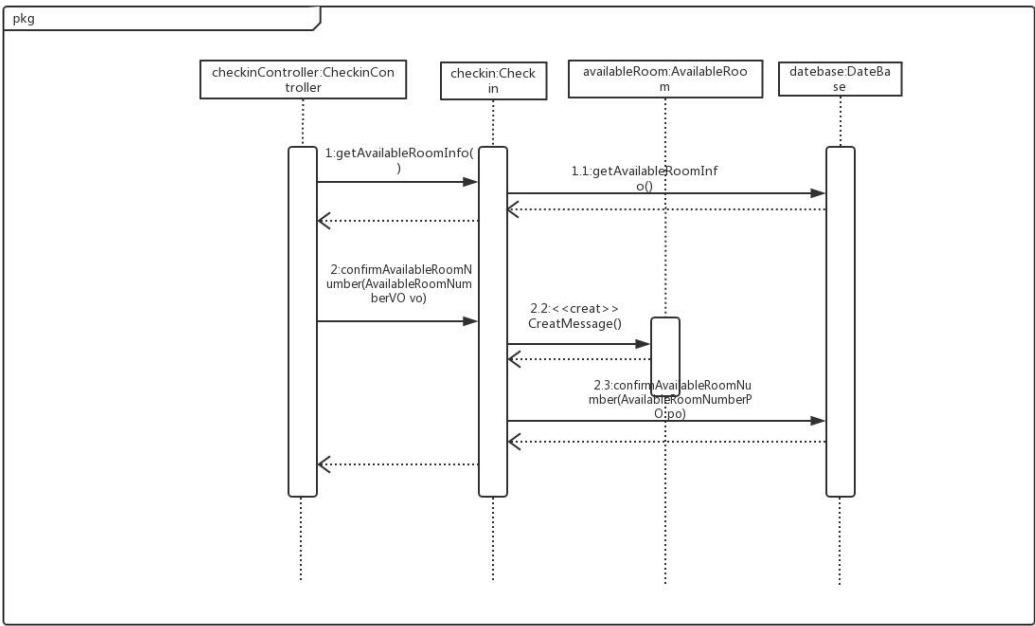 pkg
checkinController:CheckinCon
troller
checkin:Check
in
availableRoom:AvailableRoo
m
datebase:DateBa
se
1:getAvailableRoomInfo(
)
1.1:getAvailableRoomInf
o()
2:confirmAvailableRoomN
umber(AvailableRoomNum
berVO vo)
2.2:<<creat>>
CreatMessage()
2.3:confirmAvailableRoomNu
mber(AvailableRoomNumberP
O po)